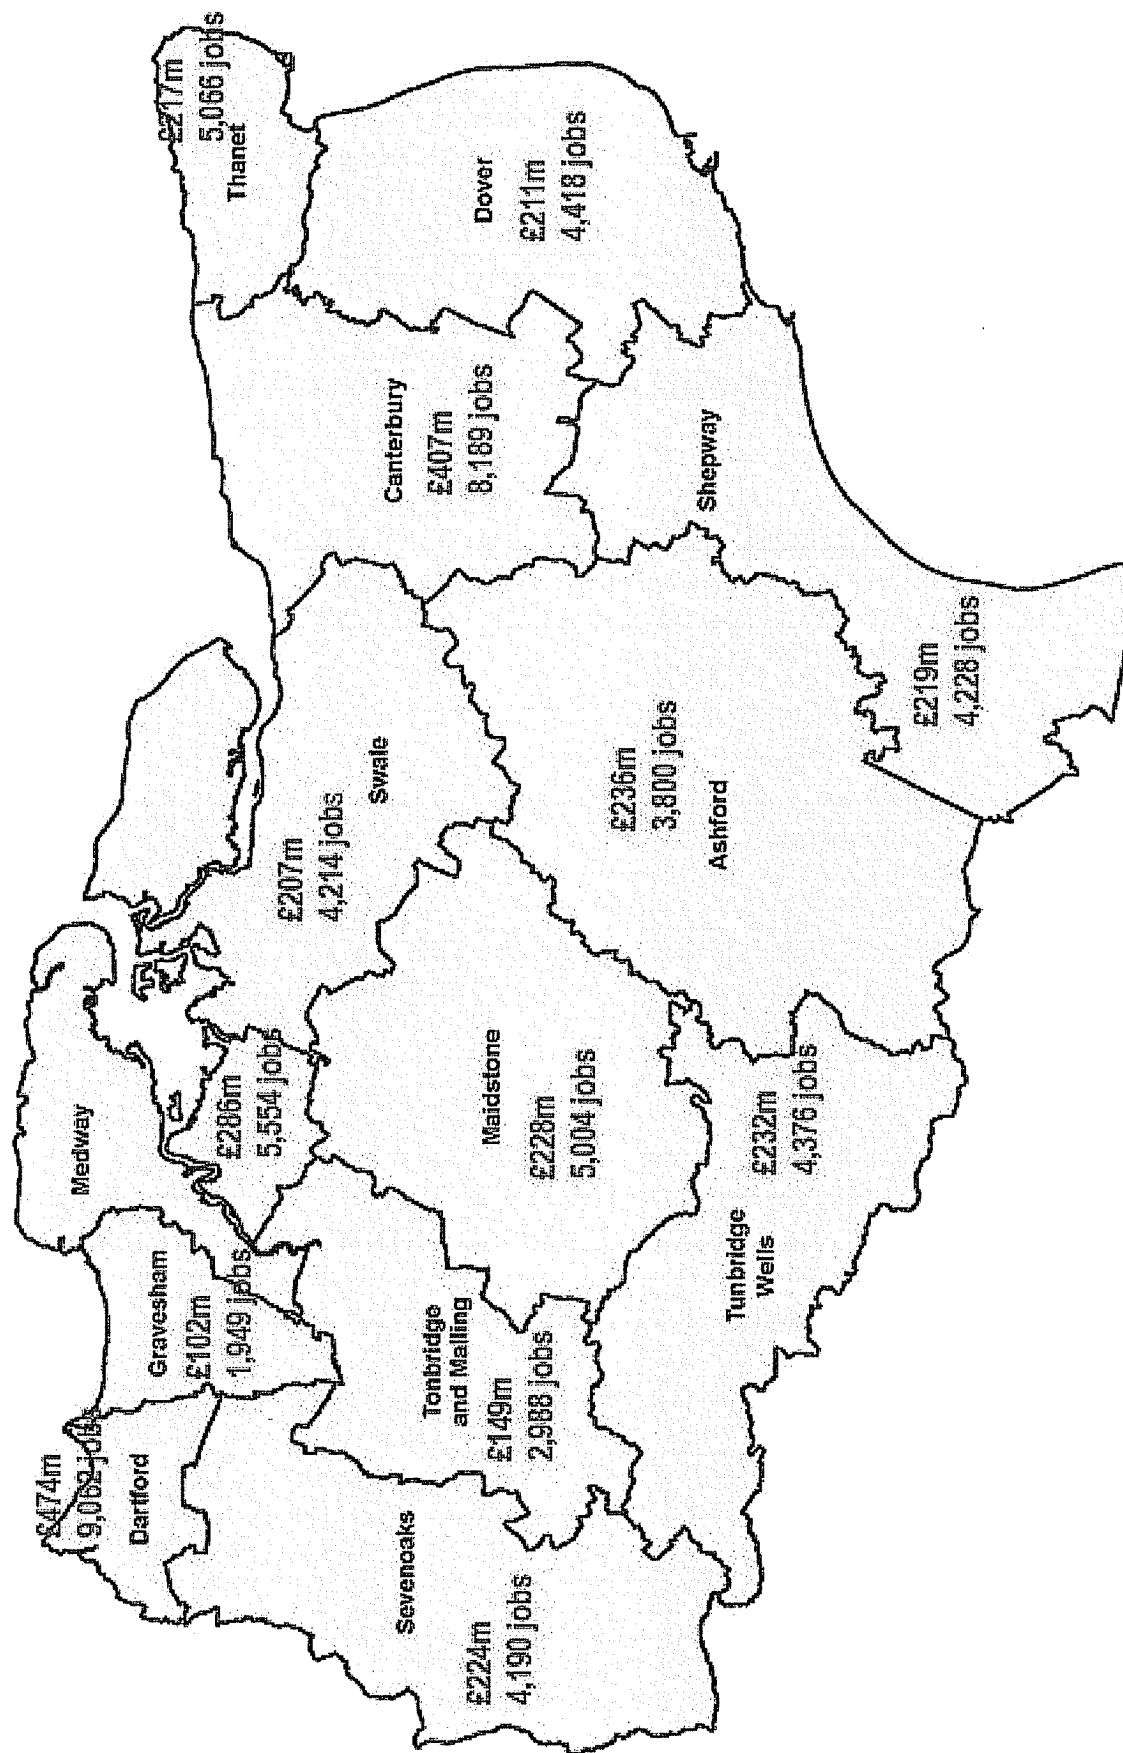 £474m
9,062 jobs
Dartford
Gravesham
£102m
1,949 jobs
Medway
£286m
5,554 jobs
£207m
4,214 jobs
Swale
£217m
5,066 jobs
Thanet
Canterbury
£407m
8,189 jobs
Dover
£211m
4,418 jobs
Sevenoaks
£224m
4,190 jobs
Tonbridge
and Malling
£149m
2,988 jobs
Maidstone
£228m
5,004 jobs
£236m
3,800 jobs
Ashford
Shepway
£219m
4,228 jobs
Tunbridge
Wells
£232m
4,376 jobs